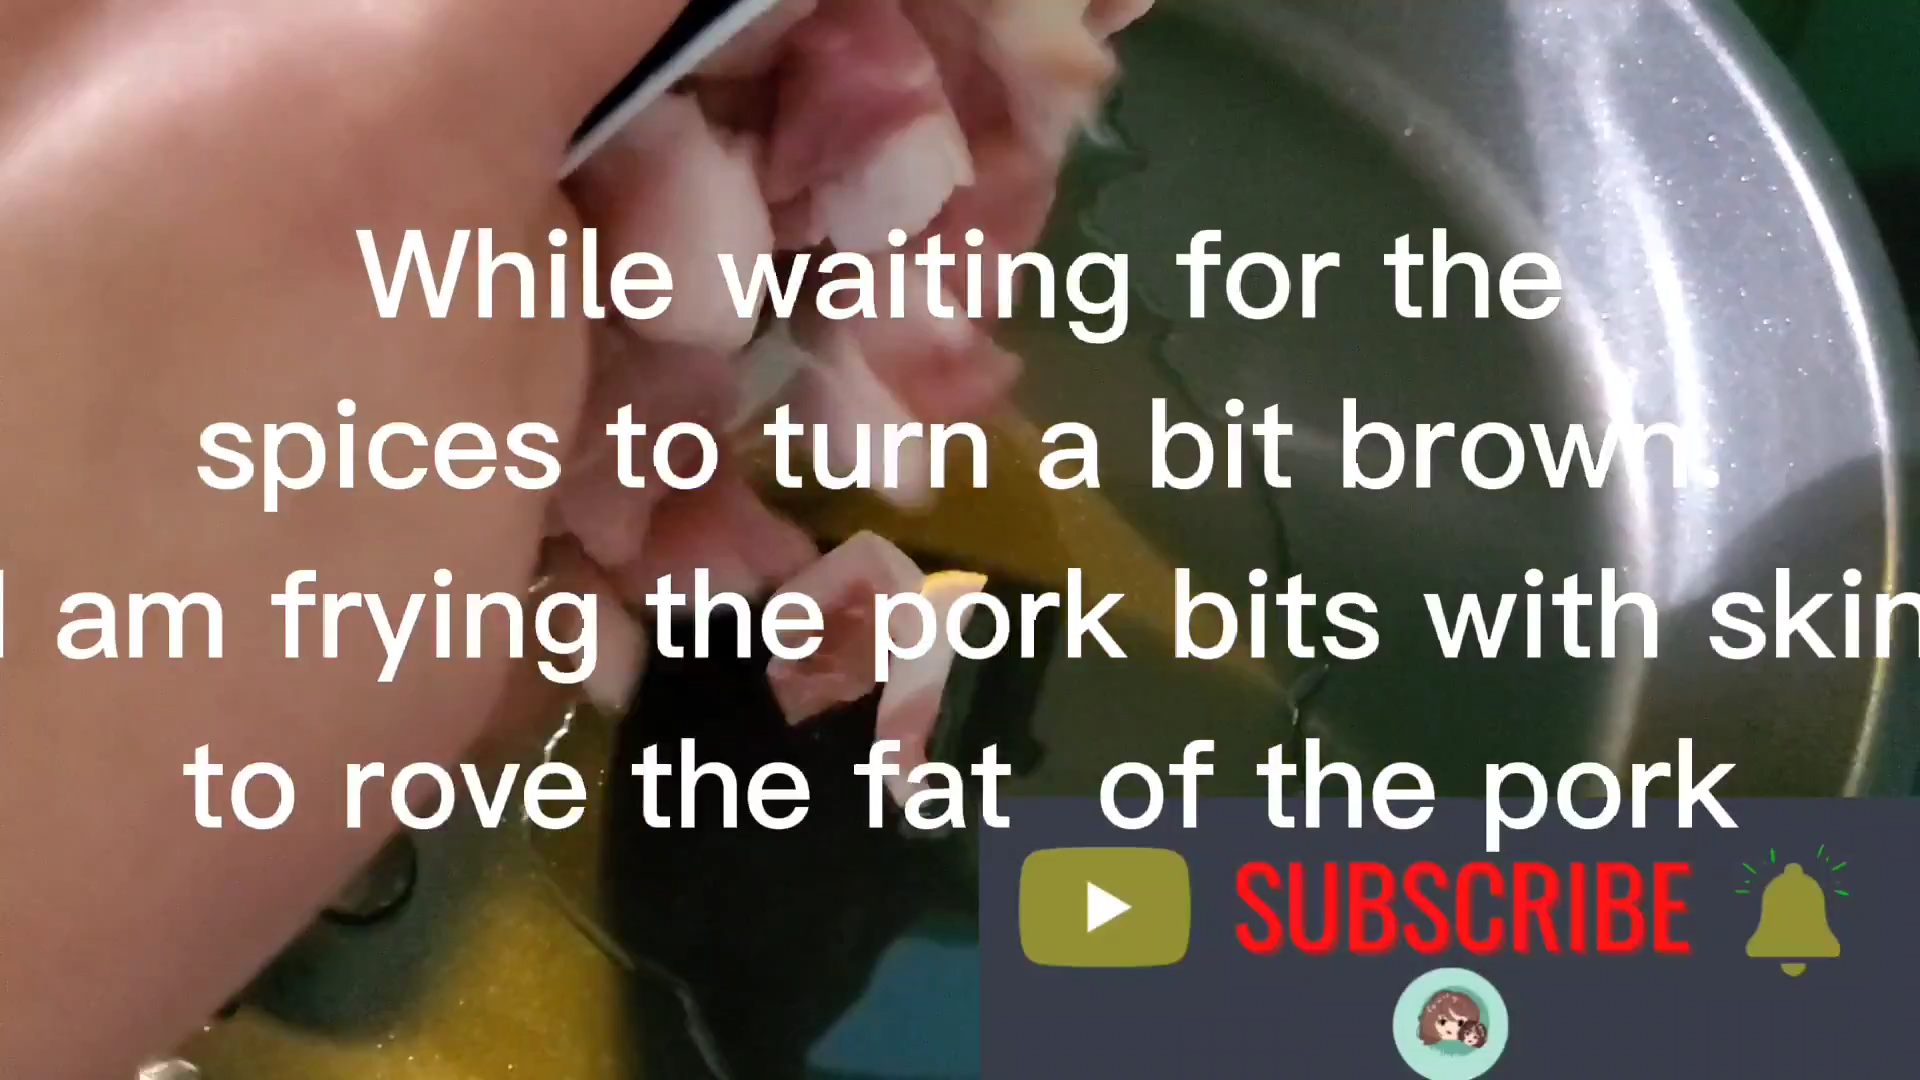 While waiting for the
spices to turn a bit brown.
I am frying the pork bits with skin
to rove the fat  of the pork
SUBSCRIBE